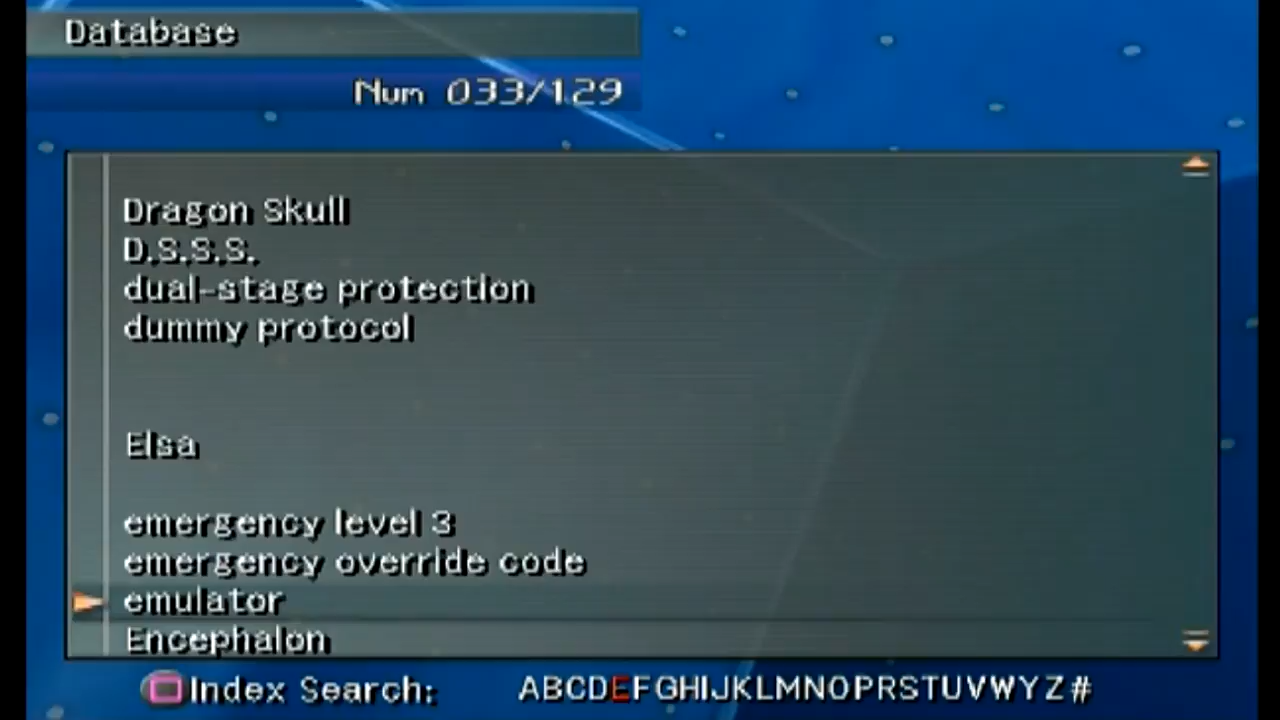 Database
Num 033/129
Dragon Skull
D.S.S.S.
dual-stage protection
dummy protocol
Elsa
emergency level 3
emergency override code
emulator
Encephalon
Index Search: ABCDEFGHIJKLMNOPRSTUVWYZ#